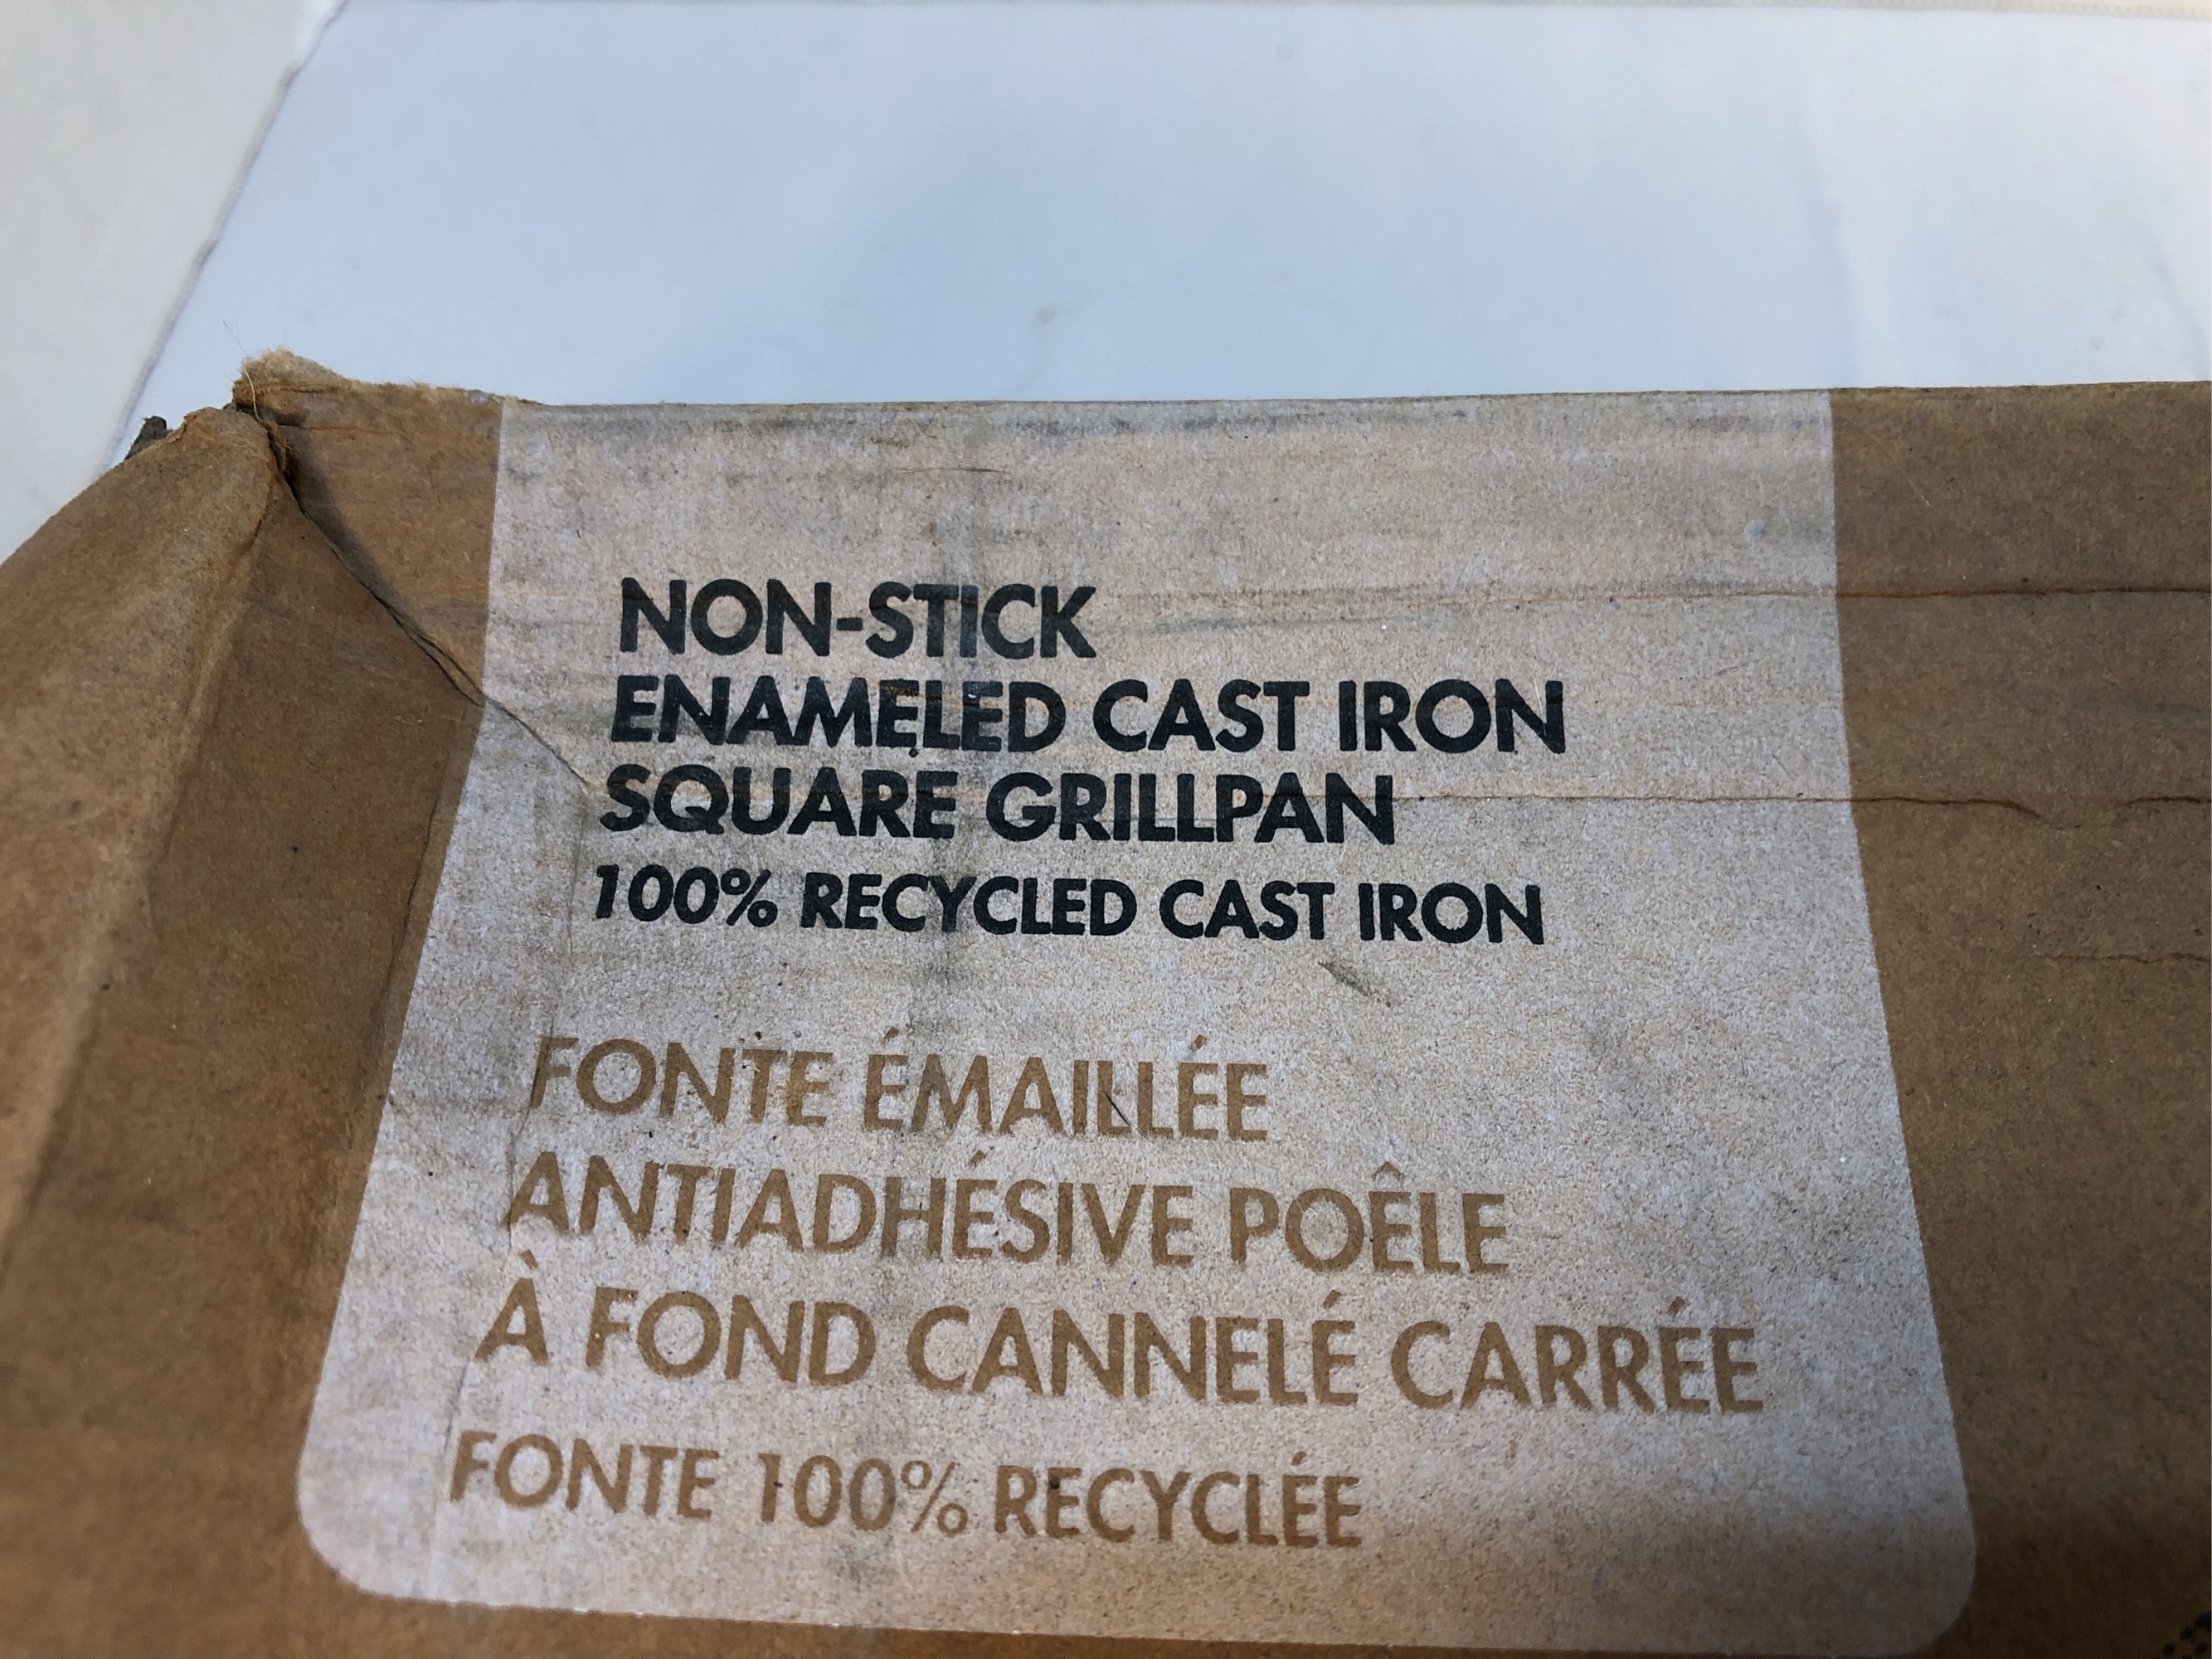 NON-STICK
ENAMELED CAST IRON
SQUARE GRILLPAN
100% RECYCLED CAST IRON
FONTE ÉMAILLÉE
ANTIADHÉSIVE POÊLE
À FOND CANNELÉ CARRÉE
FONTE 100% RECYCLÉE